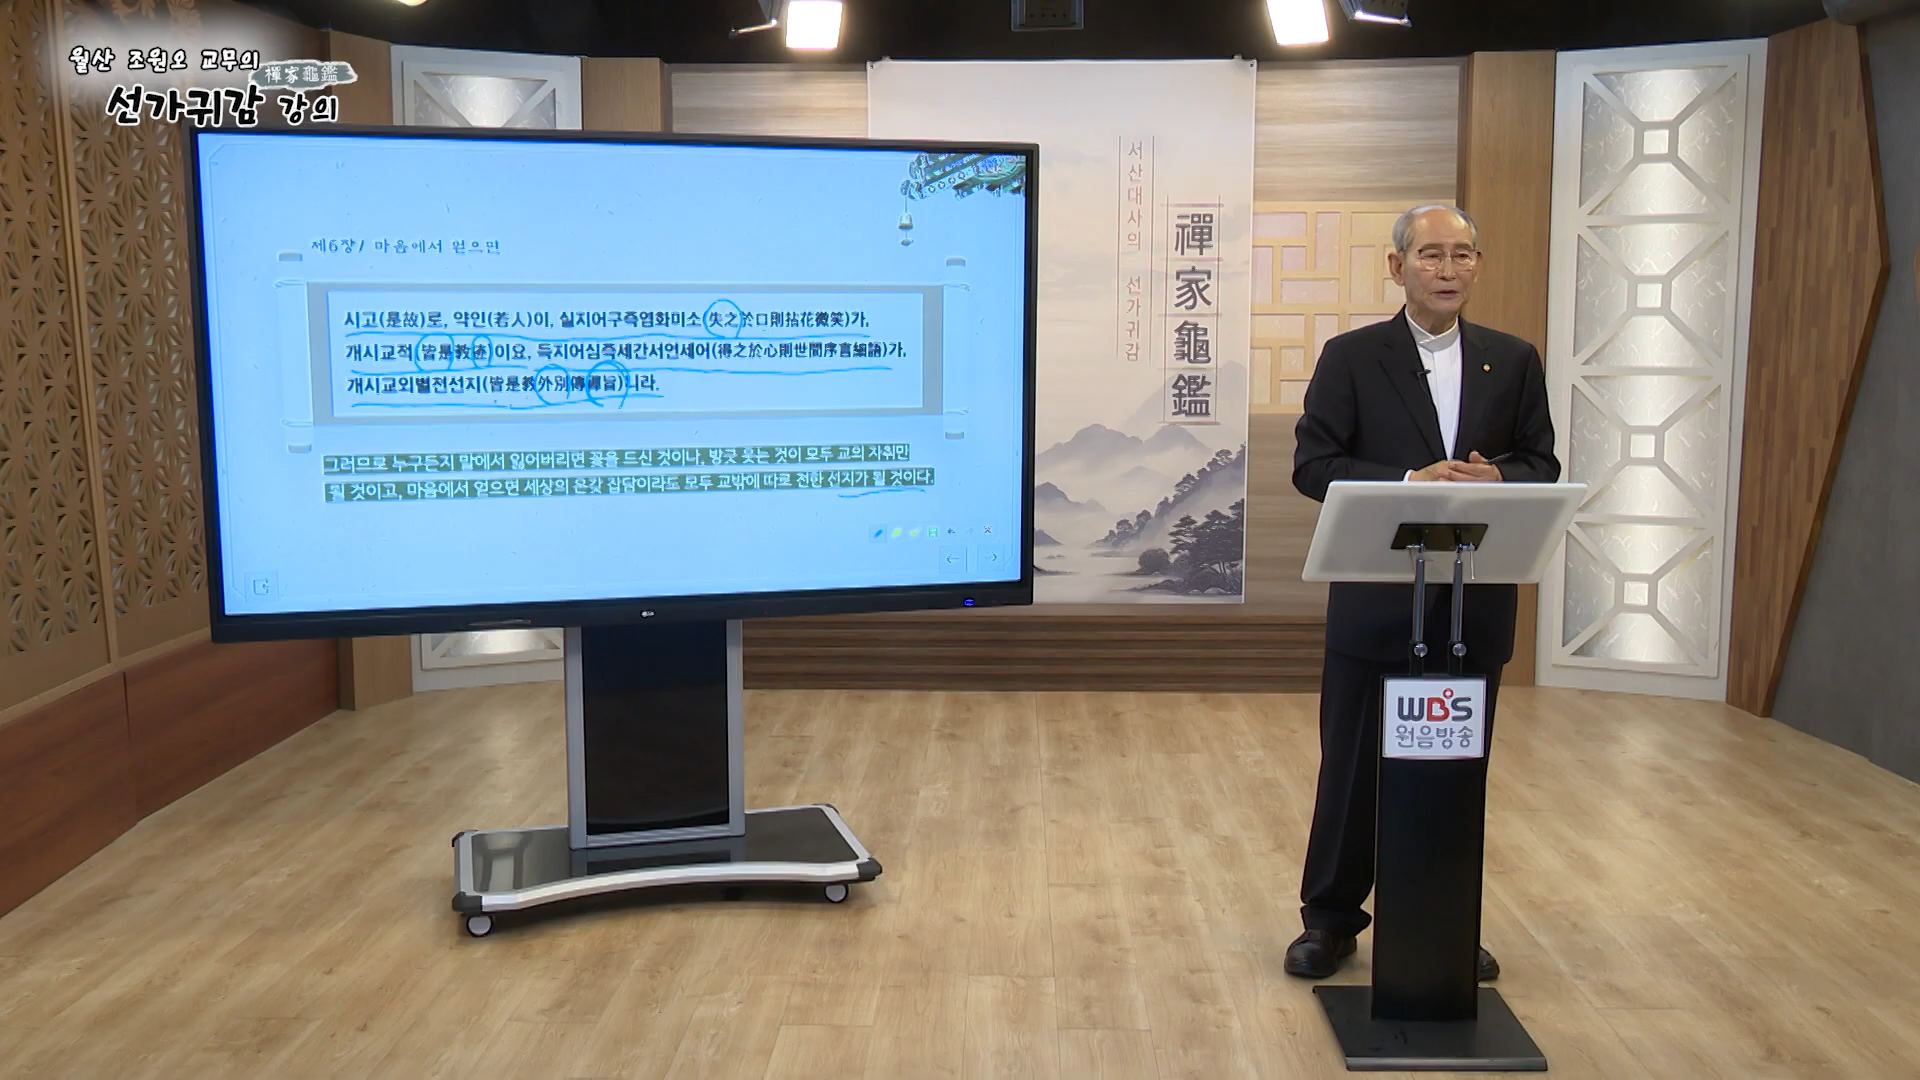 월산 조원오 교무의
禪家龜鑑
선가귀감 강의
제6장/ 마음에서 얻으면
시고(是故)로, 약인(若人)이, 실지어구즉염화미소(失之於口則拈花微笑)가,
개시교적(皆是教迹)이요, 득지어심즉세간서언세어(得之於心則世間序言細語)가,
개시교외별전선지(皆是教外別傳禪旨)니라.
그러므로 누구든지 말에서 잃어버리면 꽃을 드신 것이나, 방긋 웃는 것이 모두 교의 자취만
될 것이고, 마음에서 얻으면 세상의 온갖 잡담이라도 모두 교밖에 따로 전한 선지가 될 것이다.
서산대사의 선가귀감
禪家龜鑑
WBS
원음방송